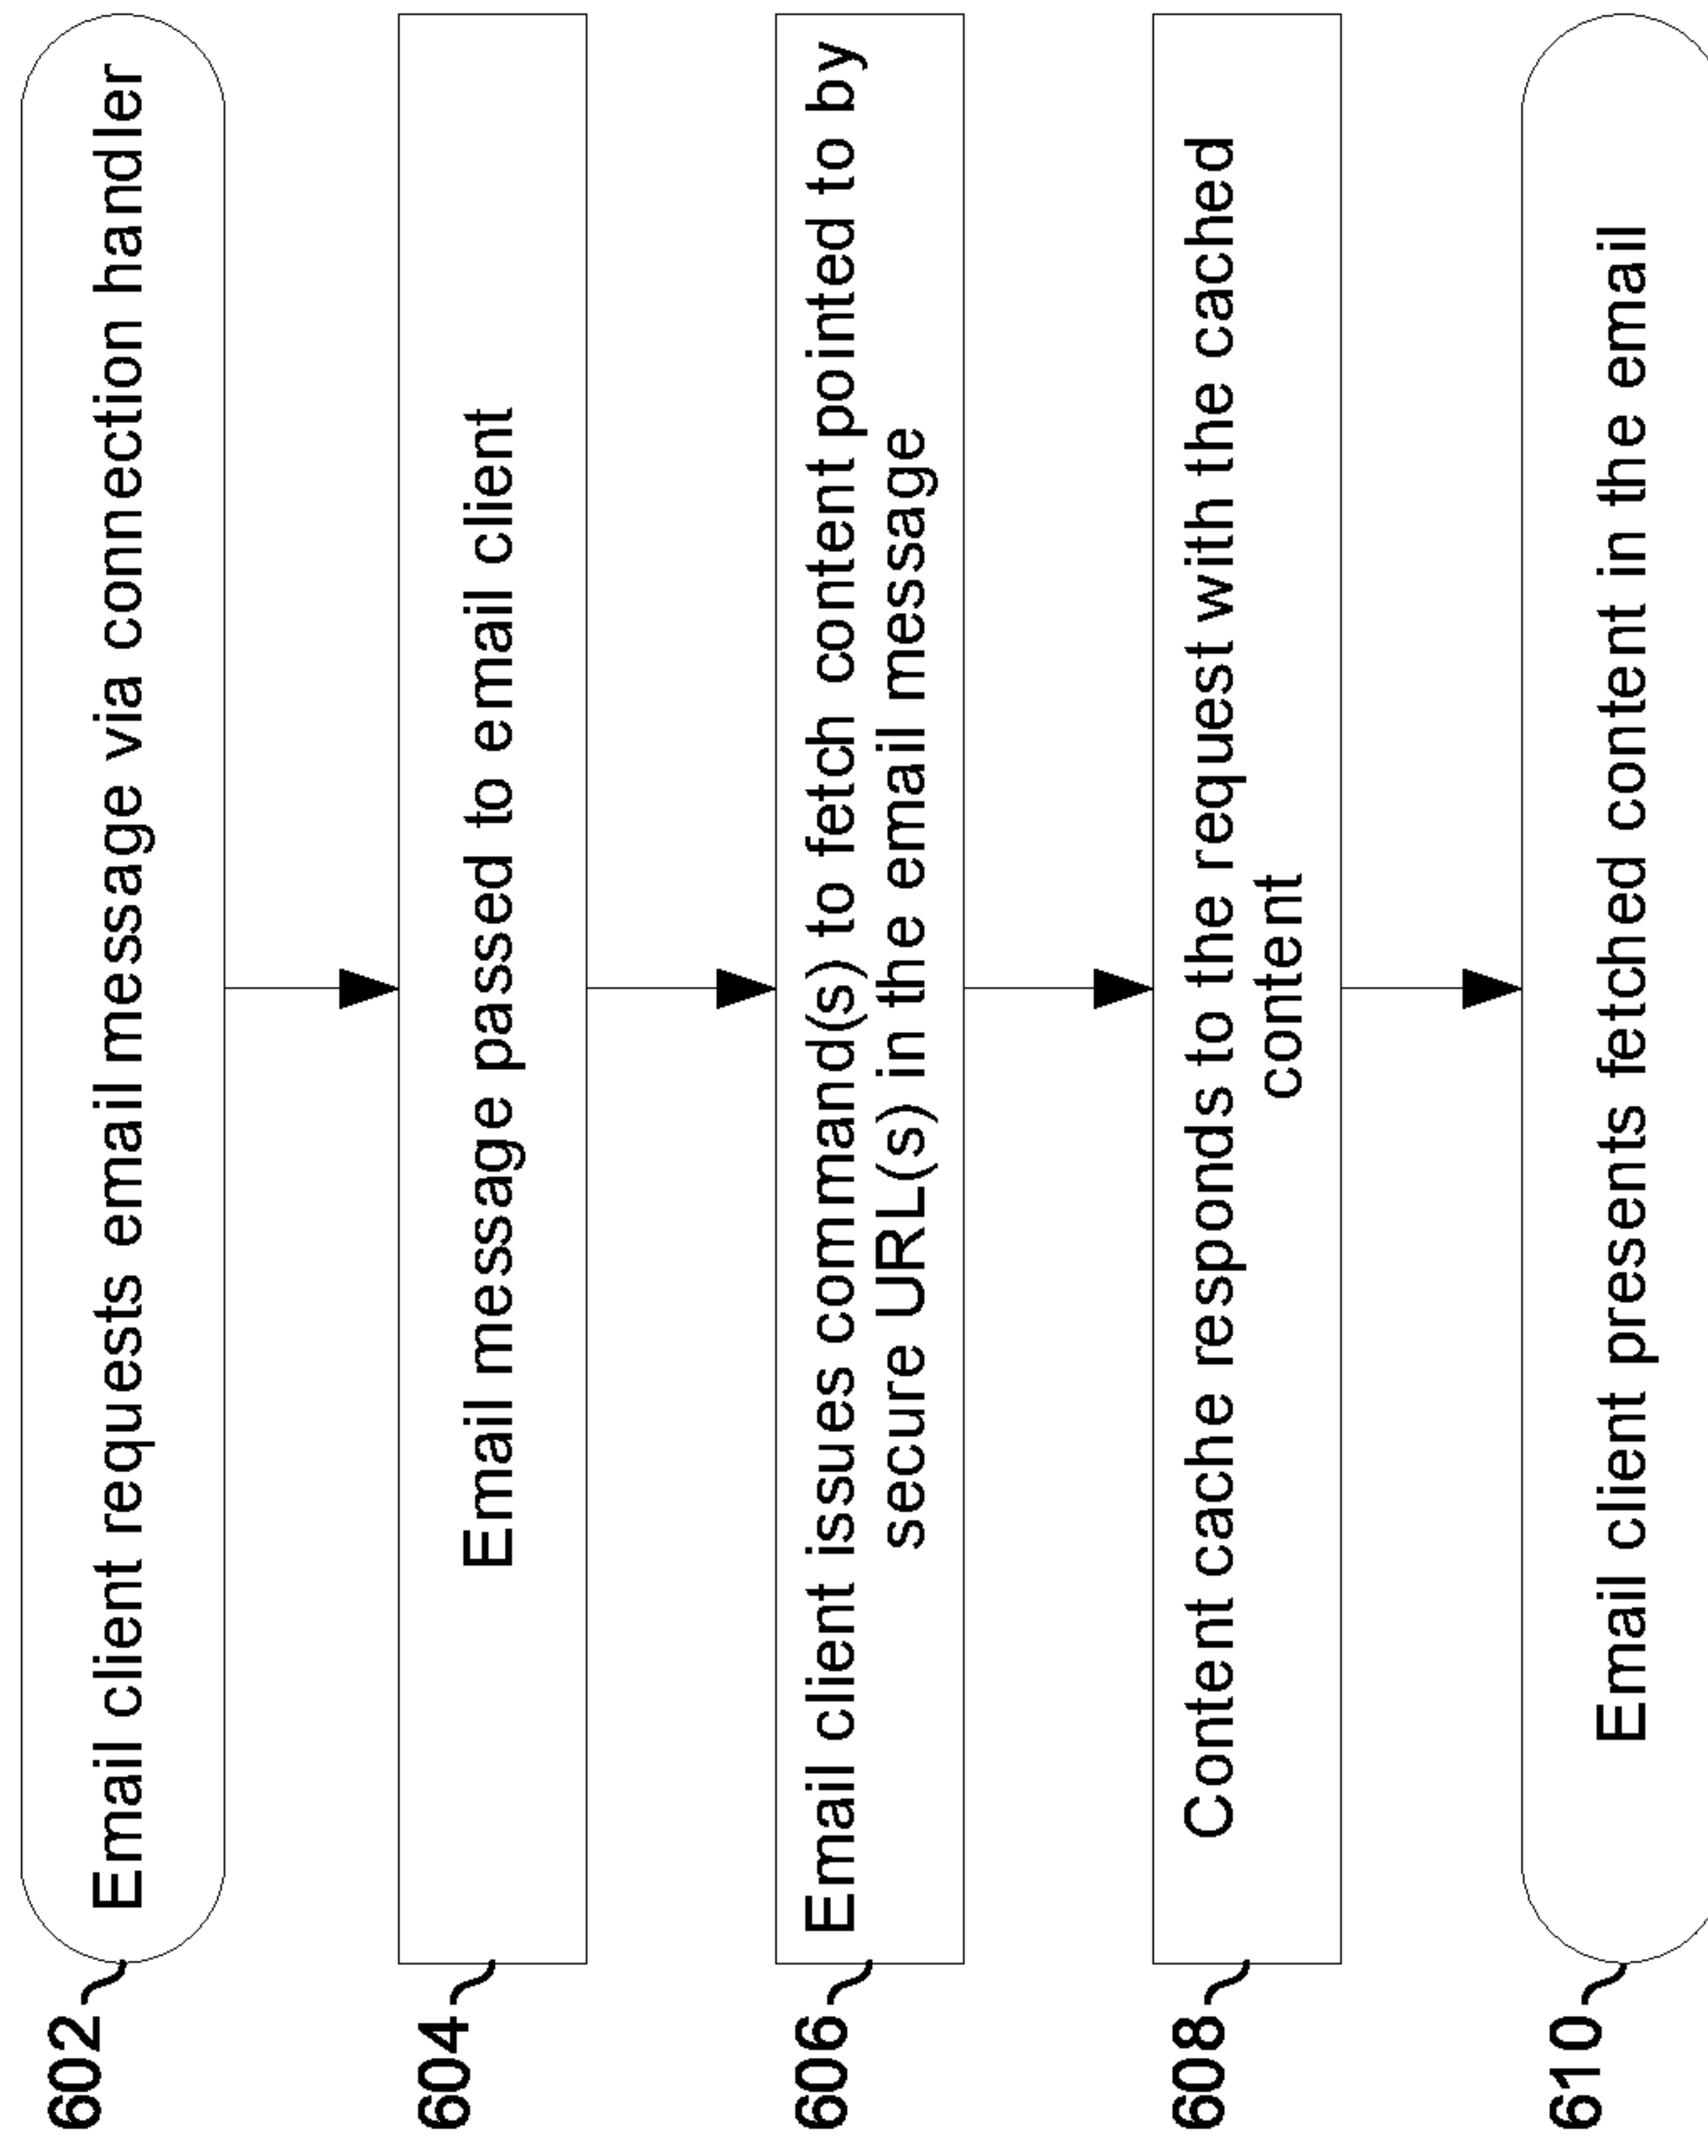 602
Email client requests email message via connection handler
604
Email message passed to email client
606
Email client issues command(s) to fetch content pointed to by
secure URL(s) in the email message
608
Content cache responds to the request with the cached
content
610
Email client presents fetched content in the email